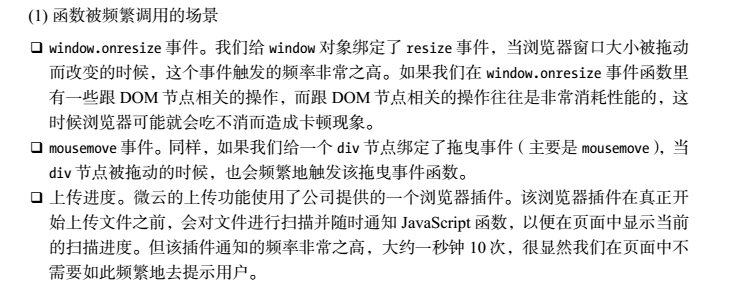 (1) 函数被频繁调用的场景
❑ window.onresize 事件。我们给 window 对象绑定了 resize 事件，当浏览器窗口大小被拖动
而改变的时候，这个事件触发的频率非常之高。如果我们在 window.onresize 事件函数里
有一些跟 DOM 节点相关的操作，而跟 DOM 节点相关的操作往往是非常消耗性能的，这
时候浏览器可能就会吃不消而造成卡顿现象。
❑ mousemove 事件。同样，如果我们给一个 div 节点绑定了拖曳事件（主要是 mousemove），当
div 节点被拖动的时候，也会频繁地触发该拖曳事件函数。
❑ 上传进度。微云的上传功能使用了公司提供的一个浏览器插件。该浏览器插件在真正开
始上传文件之前，会对文件进行扫描并随时通知 JavaScript 函数，以便在页面中显示当前
的扫描进度。但该插件通知的频率非常之高，大约一秒钟 10 次，很显然我们在页面中不
需要如此频繁地去提示用户。